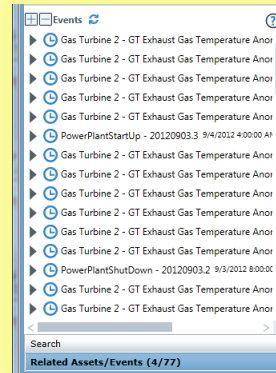 Events
Gas Turbine 2 - GT Exhaust Gas Temperature Anor
Gas Turbine 2 - GT Exhaust Gas Temperature Anor
Gas Turbine 2 - GT Exhaust Gas Temperature Anor
Gas Turbine 2 - GT Exhaust Gas Temperature Anor
Gas Turbine 2 - GT Exhaust Gas Temperature Anor
PowerPlantStartUp - 20120903.3 9/4/2012 4:00:00 AM
Gas Turbine 2 - GT Exhaust Gas Temperature Anor
Gas Turbine 2 - GT Exhaust Gas Temperature Anor
Gas Turbine 2 - GT Exhaust Gas Temperature Anor
Gas Turbine 2 - GT Exhaust Gas Temperature Anor
Gas Turbine 2 - GT Exhaust Gas Temperature Anor
Gas Turbine 2 - GT Exhaust Gas Temperature Anor
PowerPlantShutDown - 20120903.2 9/3/2012 8:00:00
Gas Turbine 2 - GT Exhaust Gas Temperature Anor
Gas Turbine 2 - GT Exhaust Gas Temperature Anor
Search
Related Assets/Events (4/77)